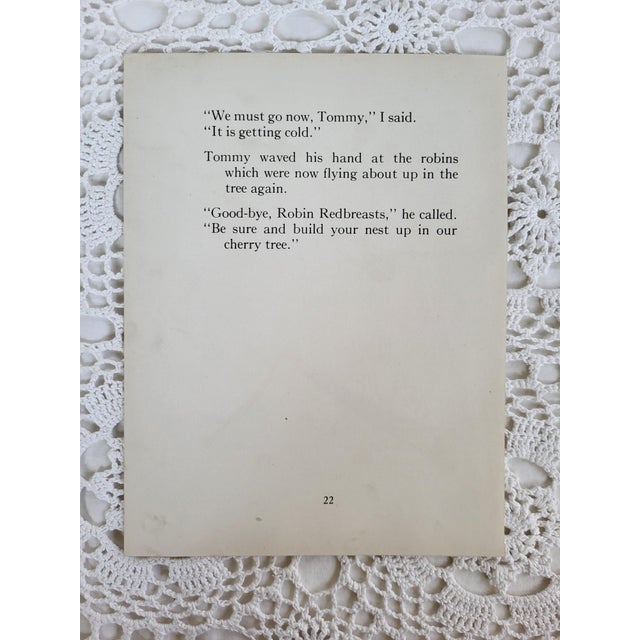 "We must go now, Tommy," I said.
"It is getting cold."
Tommy waved his hand at the robins
which were now flying about up in the
tree again.
"Good-bye, Robin Redbreasts," he called.
"Be sure and build your nest up in our
cherry tree."
22